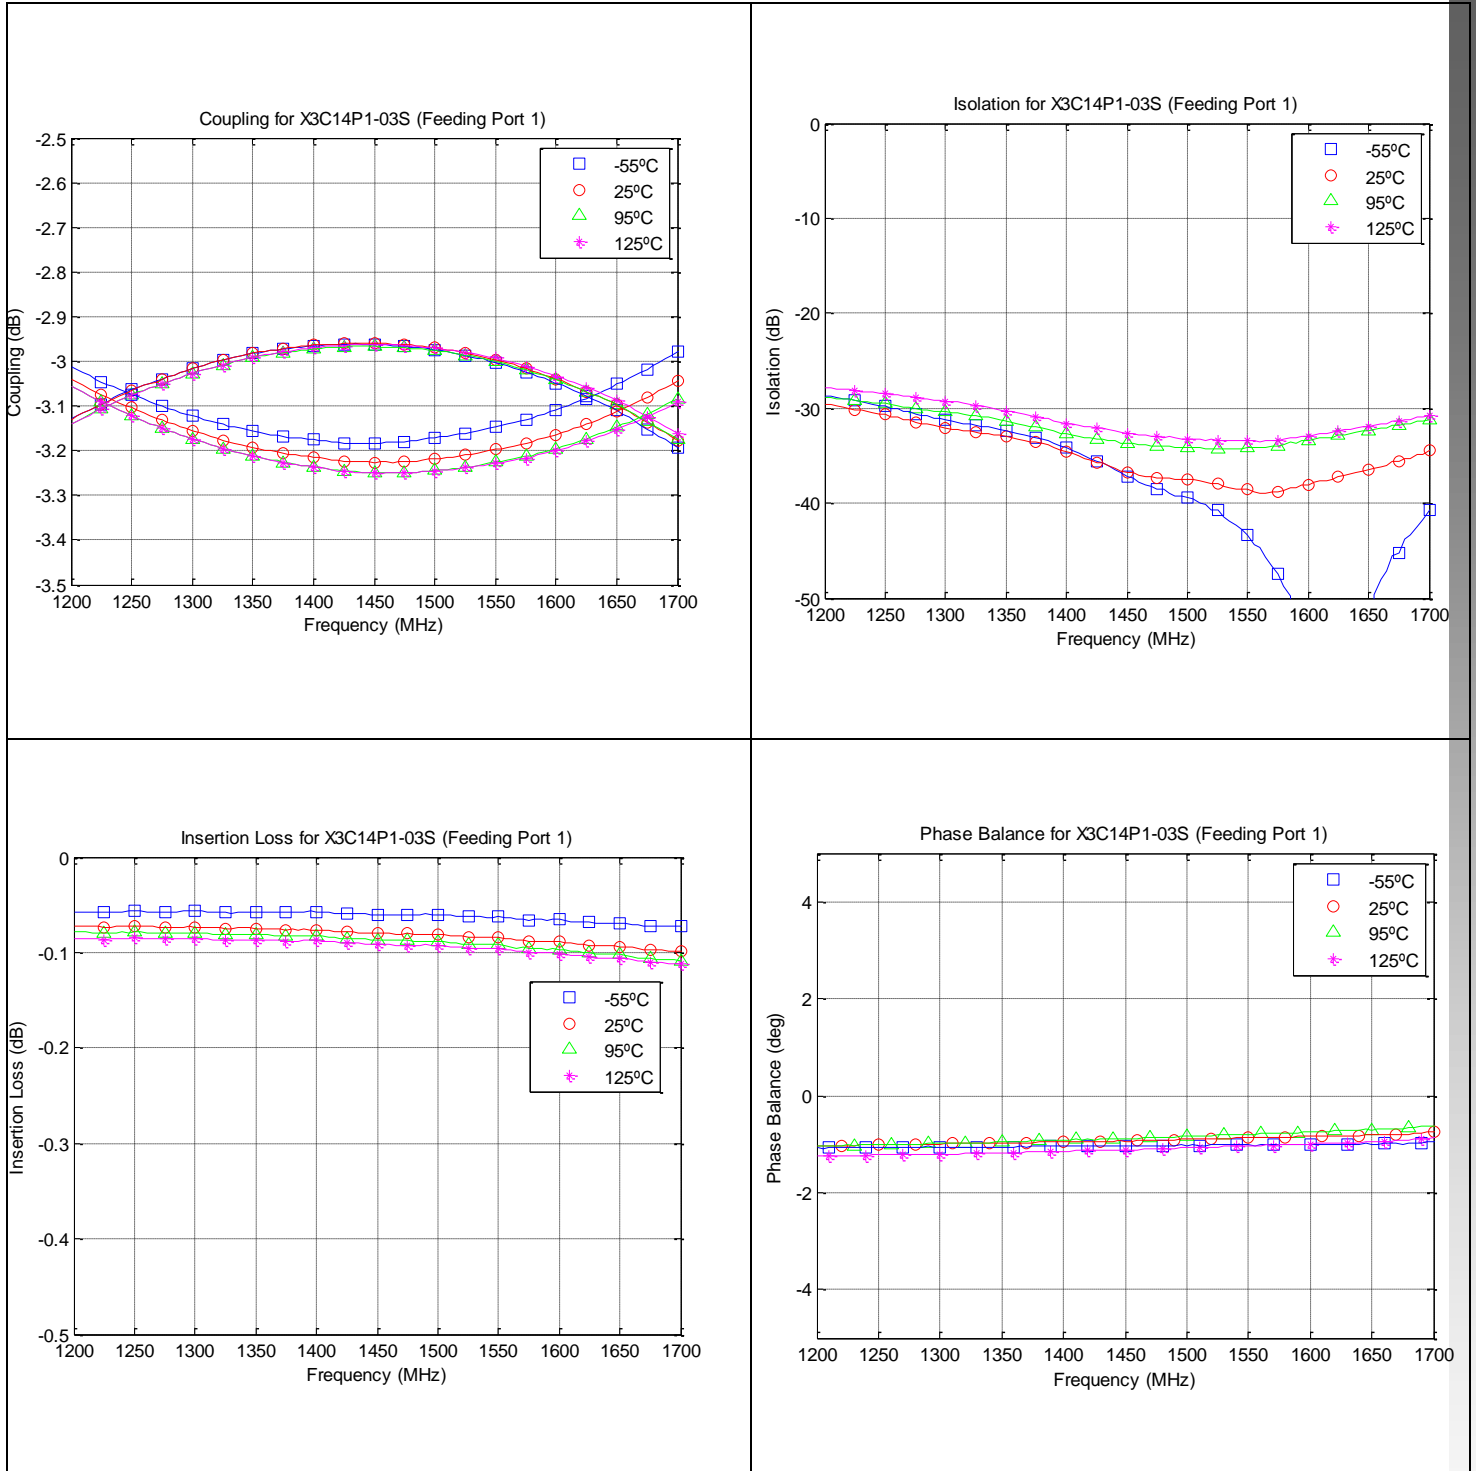 Coupling for X3C14P1-03S (Feeding Port 1)
-2.5
-2.6
-2.7
-2.8
-2.9
-3
-3.1
-3.2
-3.3
-3.4
-3.5
Coupling (dB)
-55ºC
25ºC
95ºC
125ºC
1200 1250 1300 1350 1400 1450 1500 1550 1600 1650 1700
Frequency (MHz)
Isolation for X3C14P1-03S (Feeding Port 1)
0
-10
-20
-30
-40
-50
Isolation (dB)
-55ºC
25ºC
95ºC
125ºC
1200 1250 1300 1350 1400 1450 1500 1550 1600 1650 1700
Frequency (MHz)
Insertion Loss for X3C14P1-03S (Feeding Port 1)
0
-0.1
-0.2
-0.3
-0.4
-0.5
Insertion Loss (dB)
-55ºC
25ºC
95ºC
125ºC
1200 1250 1300 1350 1400 1450 1500 1550 1600 1650 1700
Frequency (MHz)
Phase Balance for X3C14P1-03S (Feeding Port 1)
4
2
0
-2
-4
Phase Balance (deg)
-55ºC
25ºC
95ºC
125ºC
1200 1250 1300 1350 1400 1450 1500 1550 1600 1650 1700
Frequency (MHz)